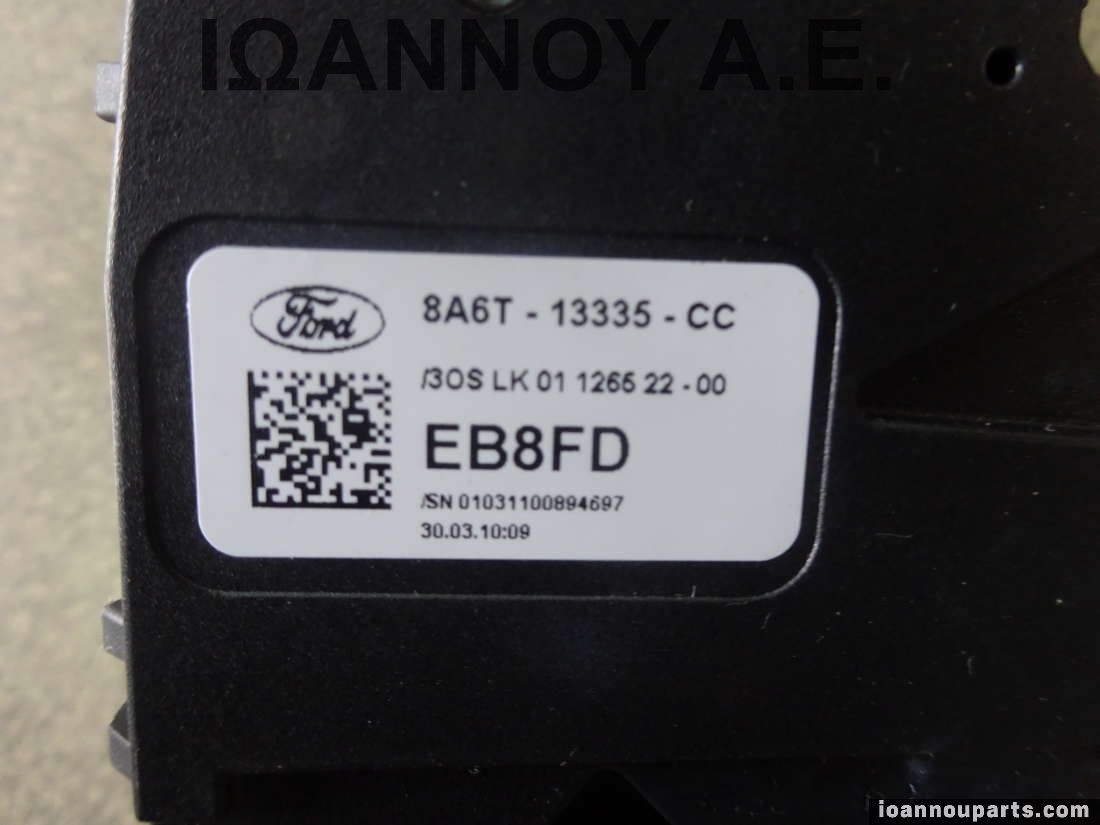 ΙΩΑΝΝΟΥ Α.Ε.
Ford
8A6T - 13335 - CC
/3OS LK 01 1266 22 - 00
EB8FD
/SN 01031100894697
30.03.10:09
ioannouparts.com